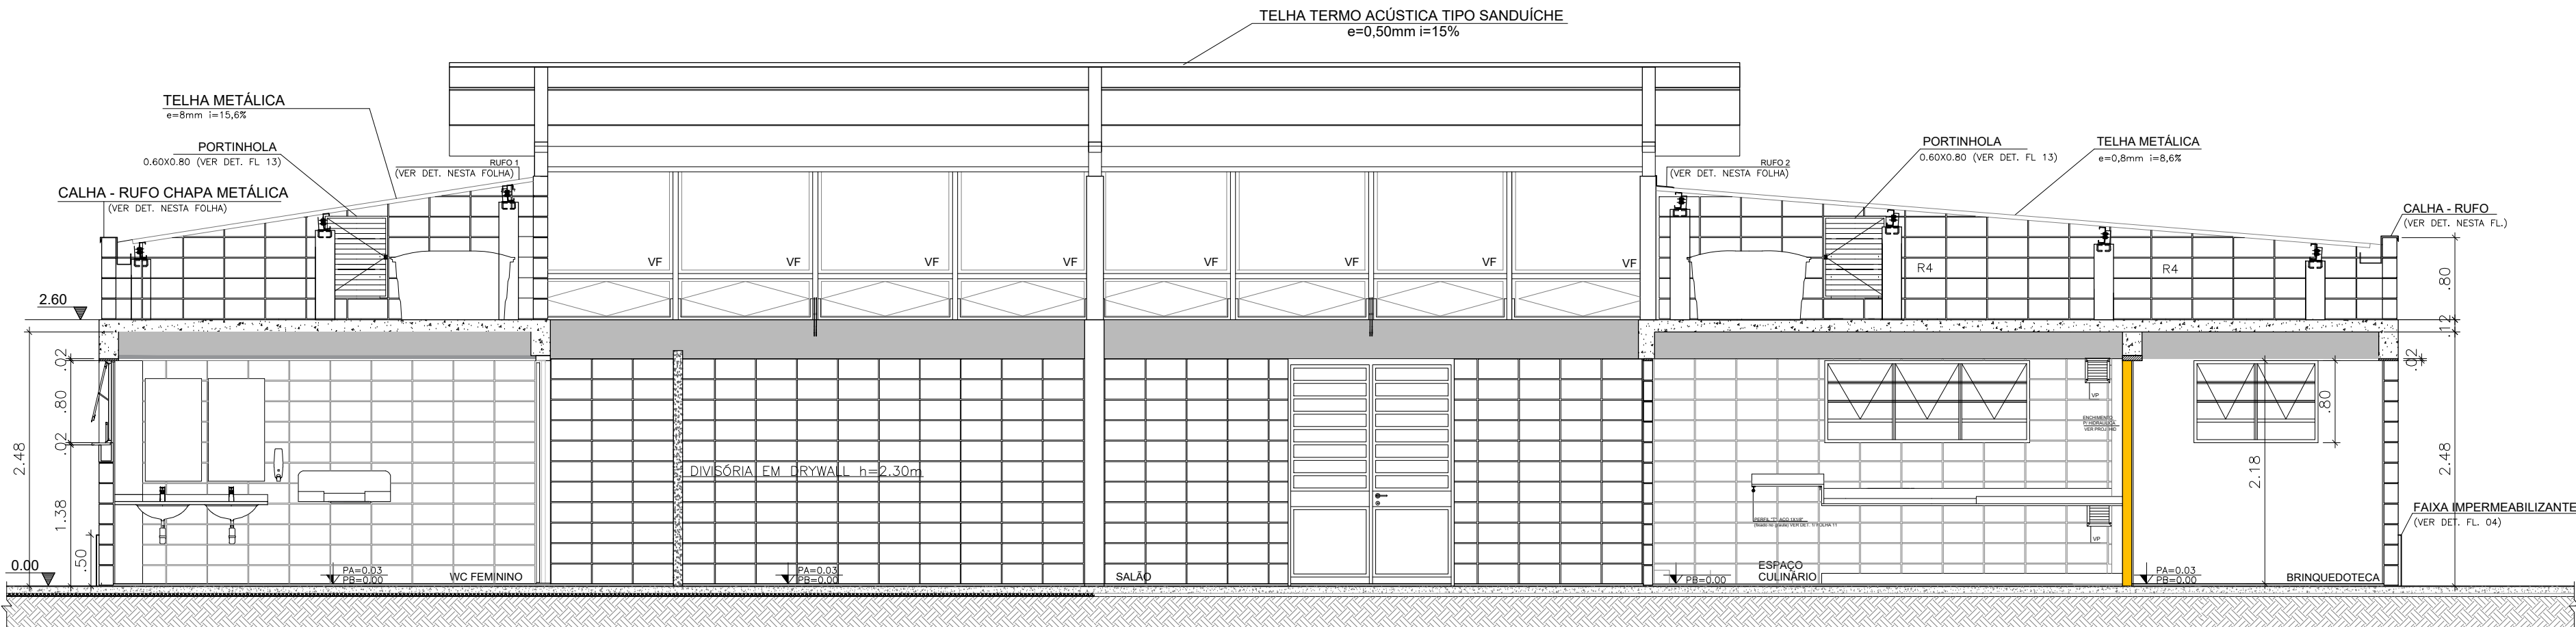 TELHA TERMO ACÚSTICA TIPO SANDUÍCHE
e=0,50mm i=15%
TELHA METÁLICA
e=8mm i=15,6%
PORTINHOLA
0.60X0.80 (VER DET. FL 13)
RUFO 1
(VER DET. NESTA FOLHA)
CALHA - RUFO CHAPA METÁLICA
(VER DET. NESTA FOLHA)
PORTINHOLA
0.60X0.80 (VER DET. FL 13)
TELHA METÁLICA
e=0,8mm i=8,6%
RUFO 2
(VER DET. NESTA FOLHA)
CALHA - RUFO
(VER DET. NESTA FL.)
VF
VF
VF
VF
VF
VF
VF
VF
R4
R4
2.60
.80
.12
.02
.80
.02
2.48
1.38
.50
0.00
DIVISÓRIA EM DRYWALL h=2.30m
VP
ENCHIMENTO
P/ HIDRÁULICA
VER PROJ. HID
VP
.02
.80
2.18
2.48
FAIXA IMPERMEABILIZANTE
(VER DET. FL. 04)
PA=0.03
PB=0.00
WC FEMININO
PA=0.03
PB=0.00
SALÃO
PB=0.00
ESPAÇO
CULINÁRIO
PA=0.03
PB=0.00
BRINQUEDOTECA